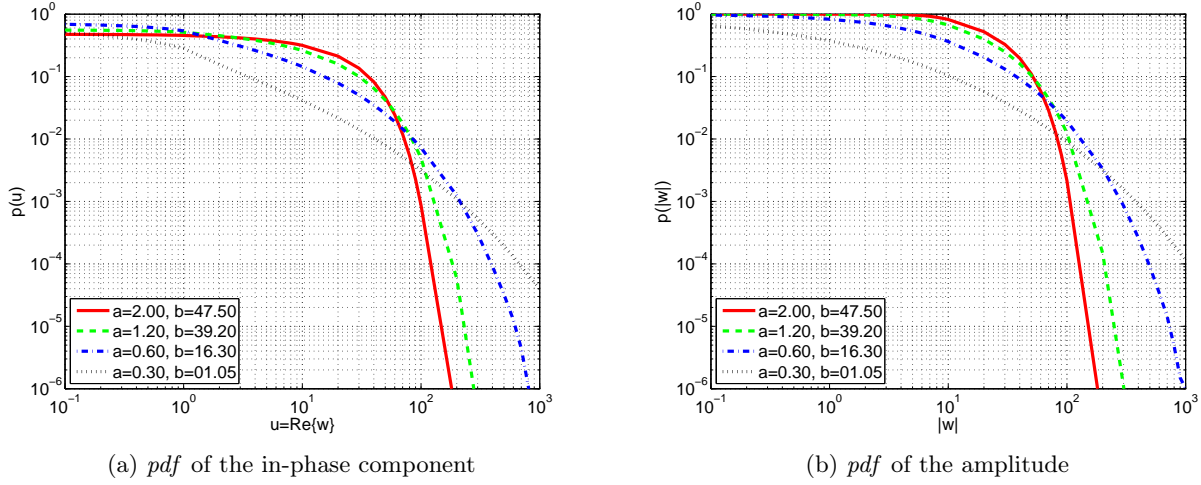 10^0
10^-1
10^-2
10^-3
10^-4
10^-5
10^-6
p(u)
a=2.00, b=47.50
a=1.20, b=39.20
a=0.60, b=16.30
a=0.30, b=01.05
10^-1 10^0 10^1 10^2 10^3
u=Re{w}
(a) pdf of the in-phase component
10^0
10^-1
10^-2
10^-3
10^-4
10^-5
10^-6
p(|w|)
a=2.00, b=47.50
a=1.20, b=39.20
a=0.60, b=16.30
a=0.30, b=01.05
10^-1 10^0 10^1 10^2 10^3
|w|
(b) pdf of the amplitude